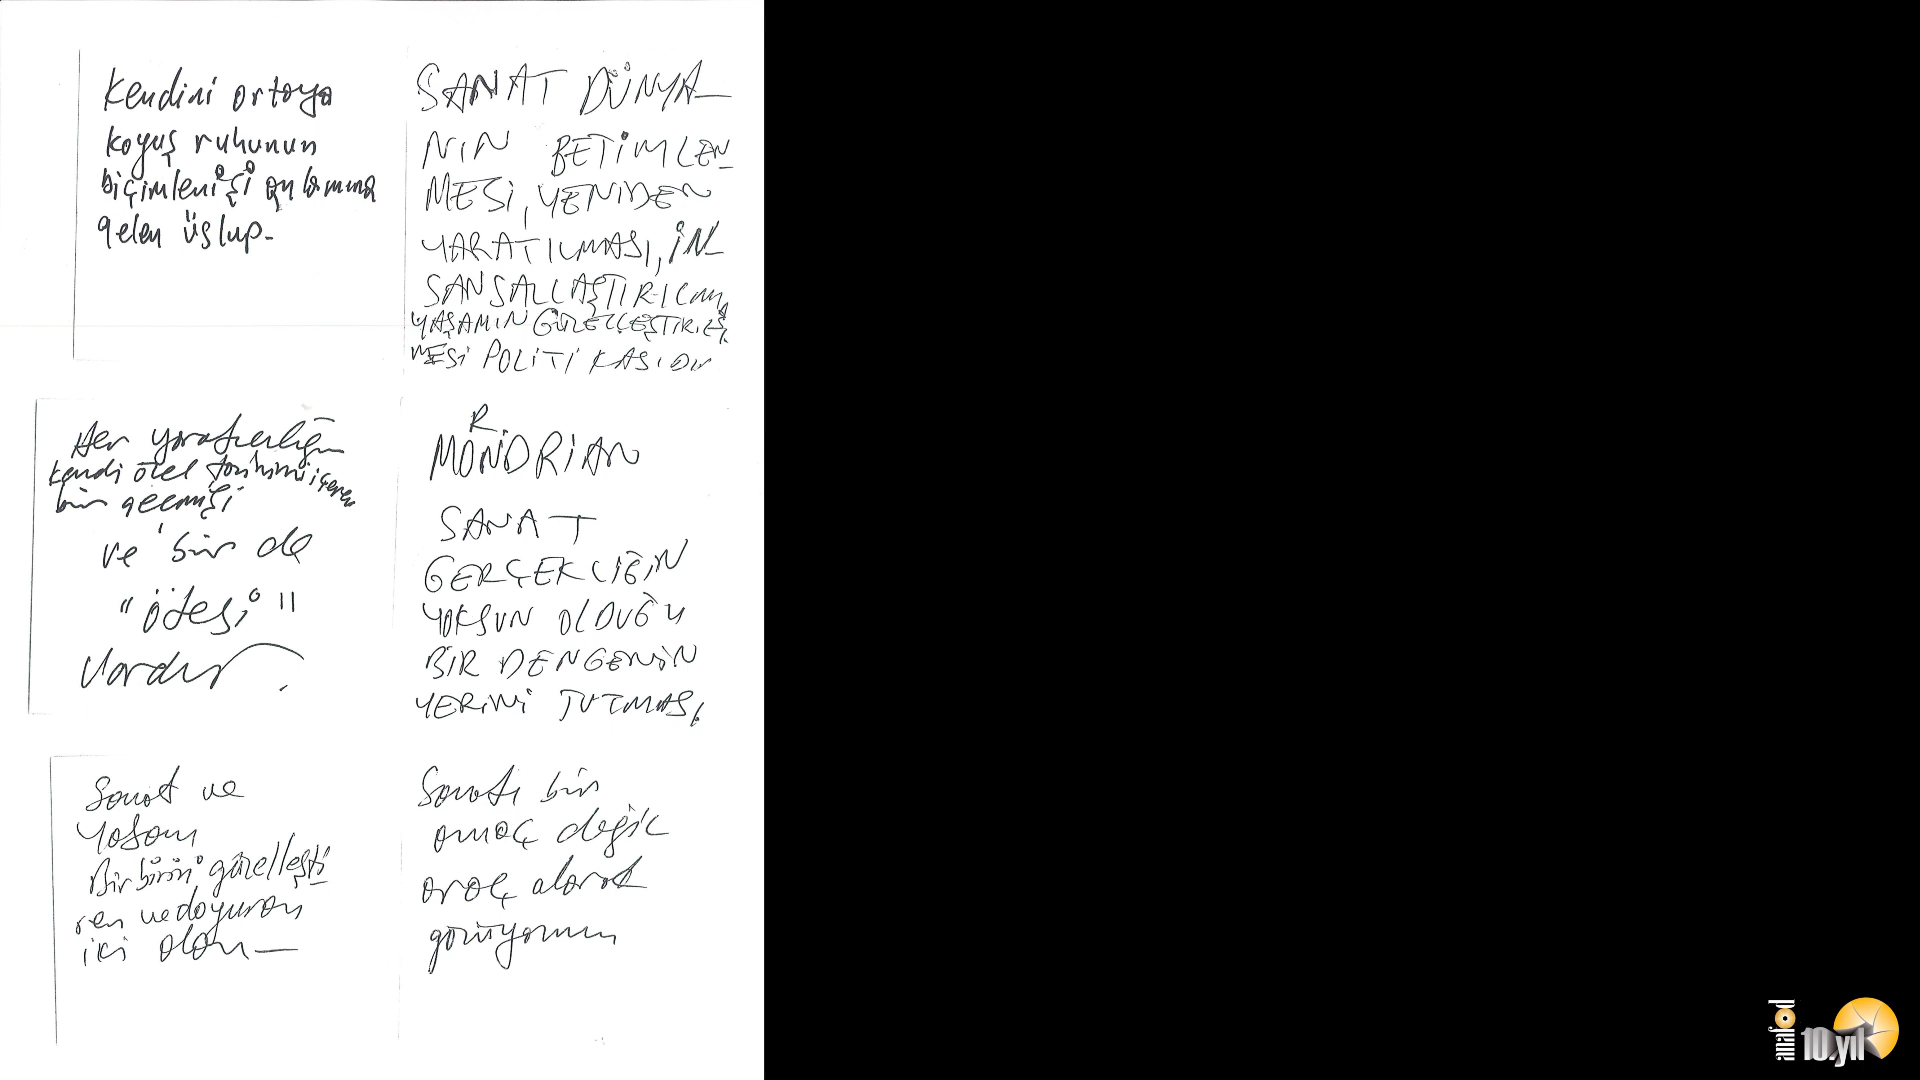 Kendini ortaya
koyuş ruhunun
biçimlenişi anlamına
gelen üslup-
SANAT DÜNYA-
NIN BETİMLEN-
MESİ, YENİDEN
YARATILMASI, İN-
SANSALLAŞTIRILMA
YAŞAMIN GÜZELLEŞTİRİL
MESİ POLİTİKASIDIR
Her yaratıcılığın
kendi özel tarihini içeren
bir geçmişi
ve bir de
"ötesi"
vardır.
R.
MONDRİAN
SANAT
GERÇEKLİĞİN
YOKSUN OLDUĞU
BİR DENGENİN
YERİNİ TUTMASI
Sanat ve
Yaşam
Birbirini güzelleşti
ren ve doyuran
iki alan-
Sanatı bir
amaç değil
araç olarak
görüyorum
anafod
10.yıl